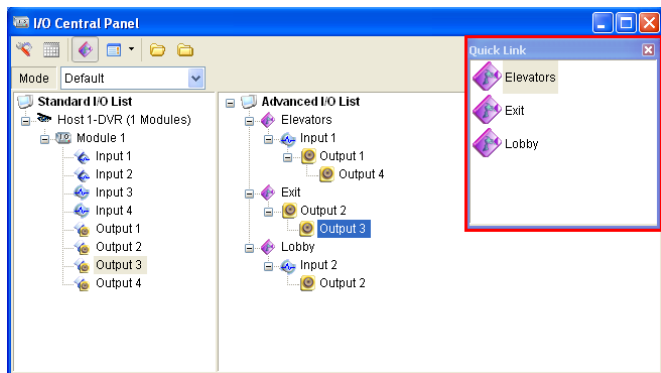 I/O Central Panel
Mode Default
Standard I/O List
Host 1-DVR (1 Modules)
Module 1
Input 1
Input 2
Input 3
Input 4
Output 1
Output 2
Output 3
Output 4
Advanced I/O List
Elevators
Input 1
Output 1
Output 4
Exit
Output 2
Output 3
Lobby
Input 2
Output 2
Quick Link
Elevators
Exit
Lobby